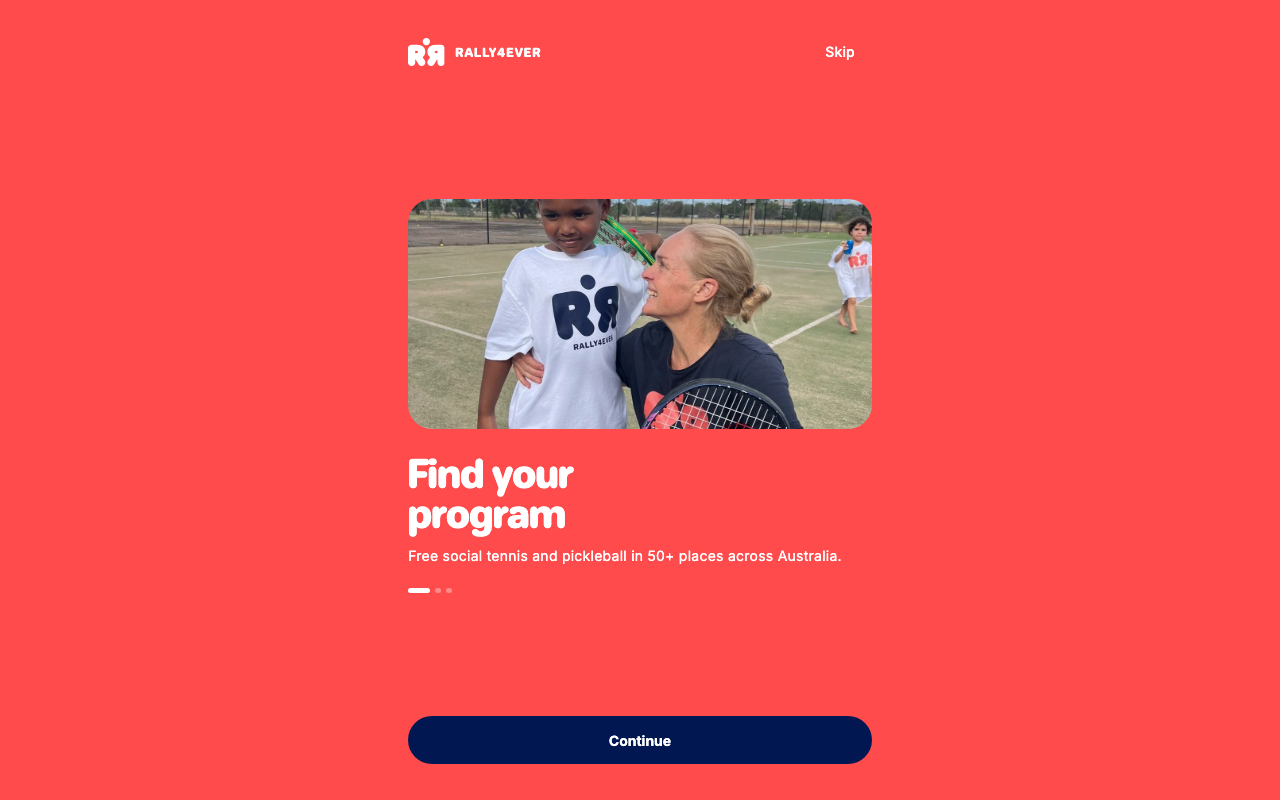 RALLY4EVER
Skip
RALLY4EVER
Find your
program
Free social tennis and pickleball in 50+ places across Australia.
Continue